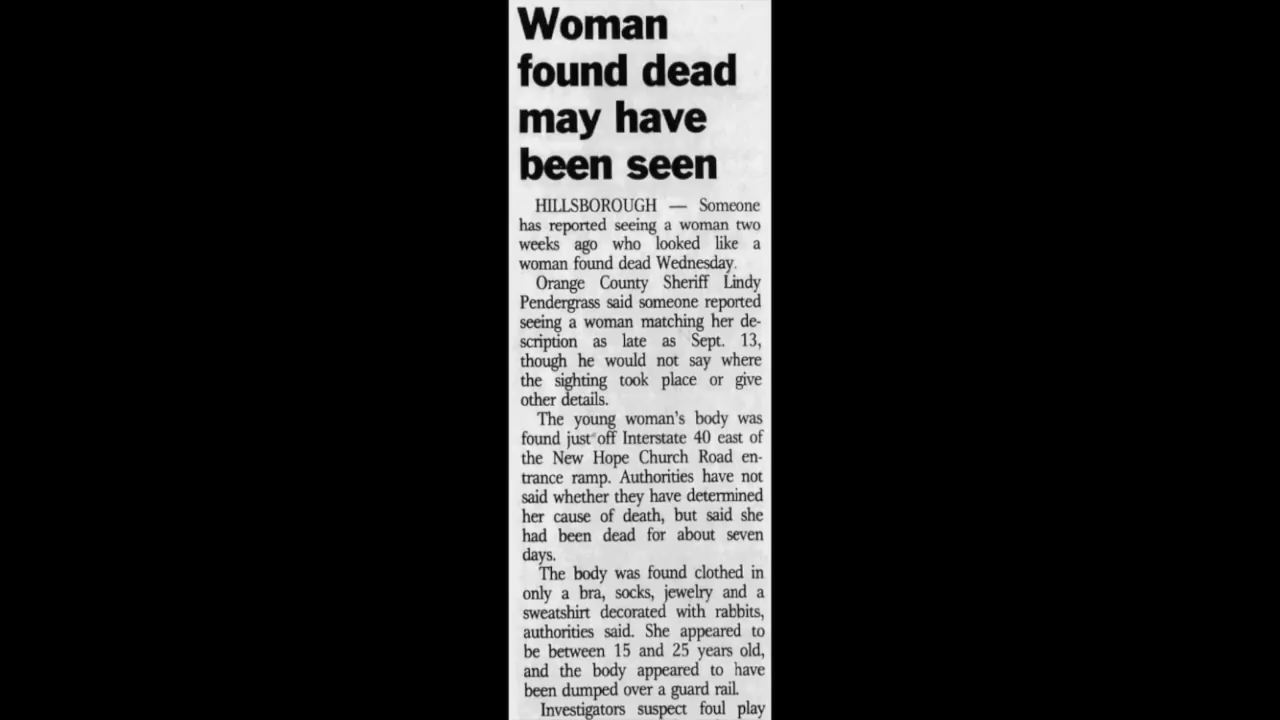 Woman
found dead
may have
been seen
HILLSBOROUGH — Someone
has reported seeing a woman two
weeks ago who looked like a
woman found dead Wednesday.
Orange County Sheriff Lindy
Pendergrass said someone reported
seeing a woman matching her de-
scription as late as Sept. 13,
though he would not say where
the sighting took place or give
other details.
The young woman's body was
found just off Interstate 40 east of
the New Hope Church Road en-
trance ramp. Authorities have not
said whether they have determined
her cause of death, but said she
had been dead for about seven
days.
The body was found clothed in
only a bra, socks, jewelry and a
sweatshirt decorated with rabbits,
authorities said. She appeared to
be between 15 and 25 years old,
and the body appeared to have
been dumped over a guard rail.
Investigators suspect foul play